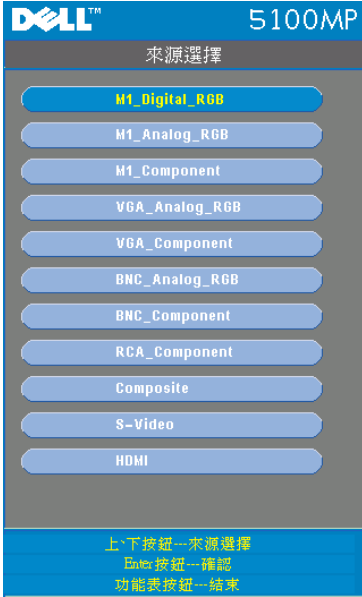 DELL™ 5100MP
來源選擇
M1_Digital_RGB
M1_Analog_RGB
M1_Component
VGA_Analog_RGB
VGA_Component
BNC_Analog_RGB
BNC_Component
RCA_Component
Composite
S-Video
HDMI
上、下按鈕---來源選擇
Enter按鈕---確認
功能表按鈕---結束